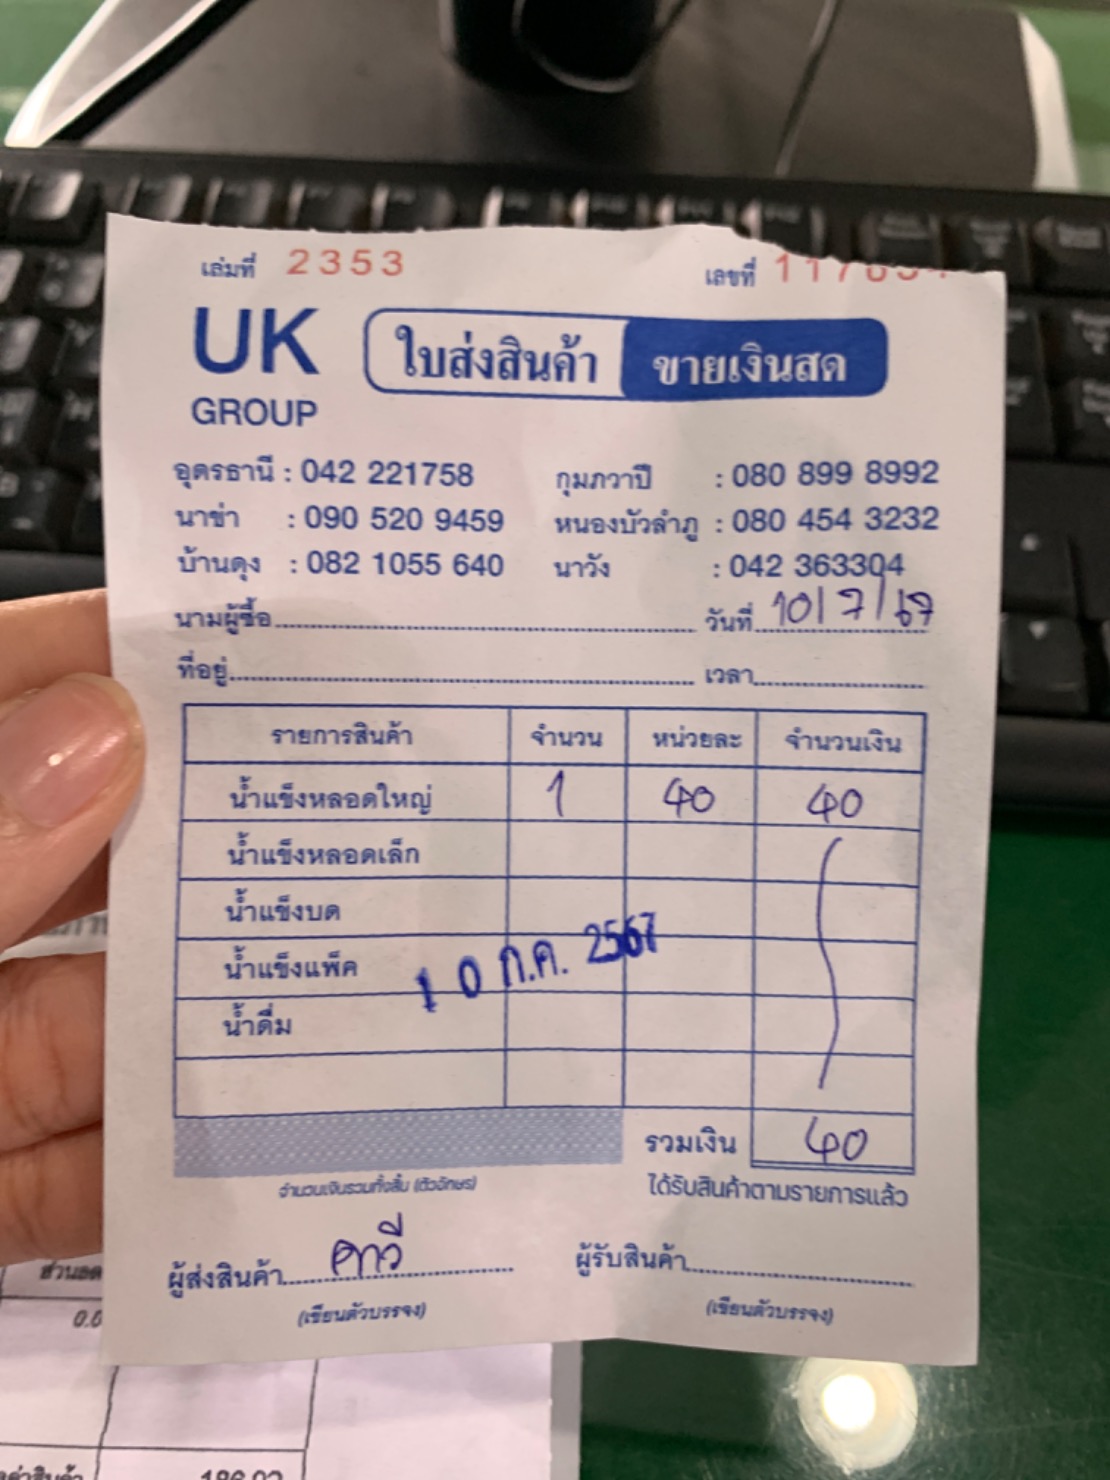 เล่มที่ 2353 เลขที่
UK ใบส่งสินค้า ขายเงินสด
GROUP
อุดรธานี : 042 221758 กุมภวาปี : 080 899 8992
นาข่า : 090 520 9459 หนองบัวลำภู : 080 454 3232
บ้านดุง : 082 1055 640 นาวัง : 042 363304
นามผู้ซื้อ วันที่ 10/7/67
ที่อยู่ เวลา
รายการสินค้า จำนวน หน่วยละ จำนวนเงิน
น้ำแข็งหลอดใหญ่ 1 40 40
น้ำแข็งหลอดเล็ก
น้ำแข็งบด
น้ำแข็งแพ็ค
10 ก.ค. 2567
น้ำดื่ม
รวมเงิน 40
จำนวนเงินรวมทั้งสิ้น (ตัวอักษร) ได้รับสินค้าตามรายการแล้ว
ผู้ส่งสินค้า ผู้รับสินค้า
(เขียนตัวบรรจง) (เขียนตัวบรรจง)
0.0
186.92